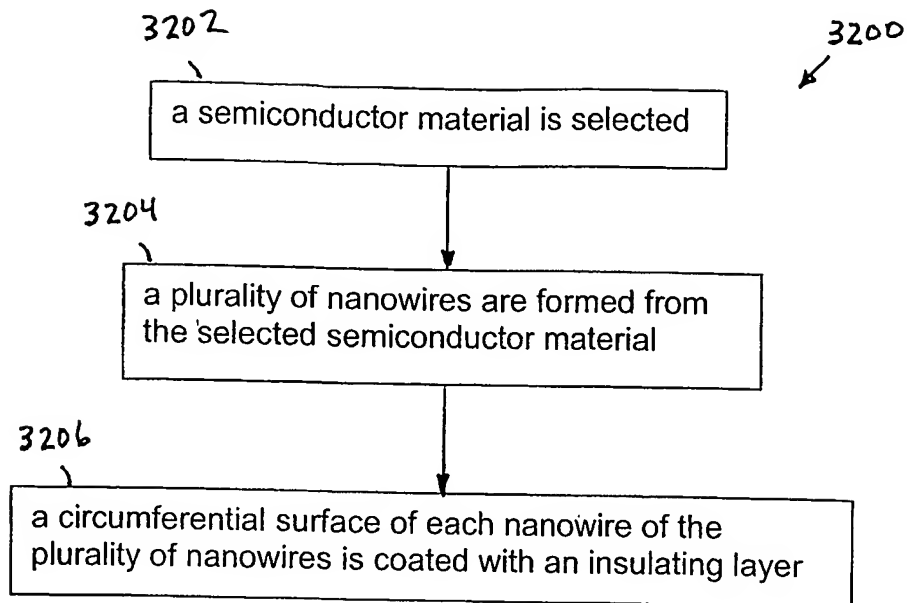 3202
3200
a semiconductor material is selected
3204
a plurality of nanowires are formed from
the selected semiconductor material
3206
a circumferential surface of each nanowire of the
plurality of nanowires is coated with an insulating layer